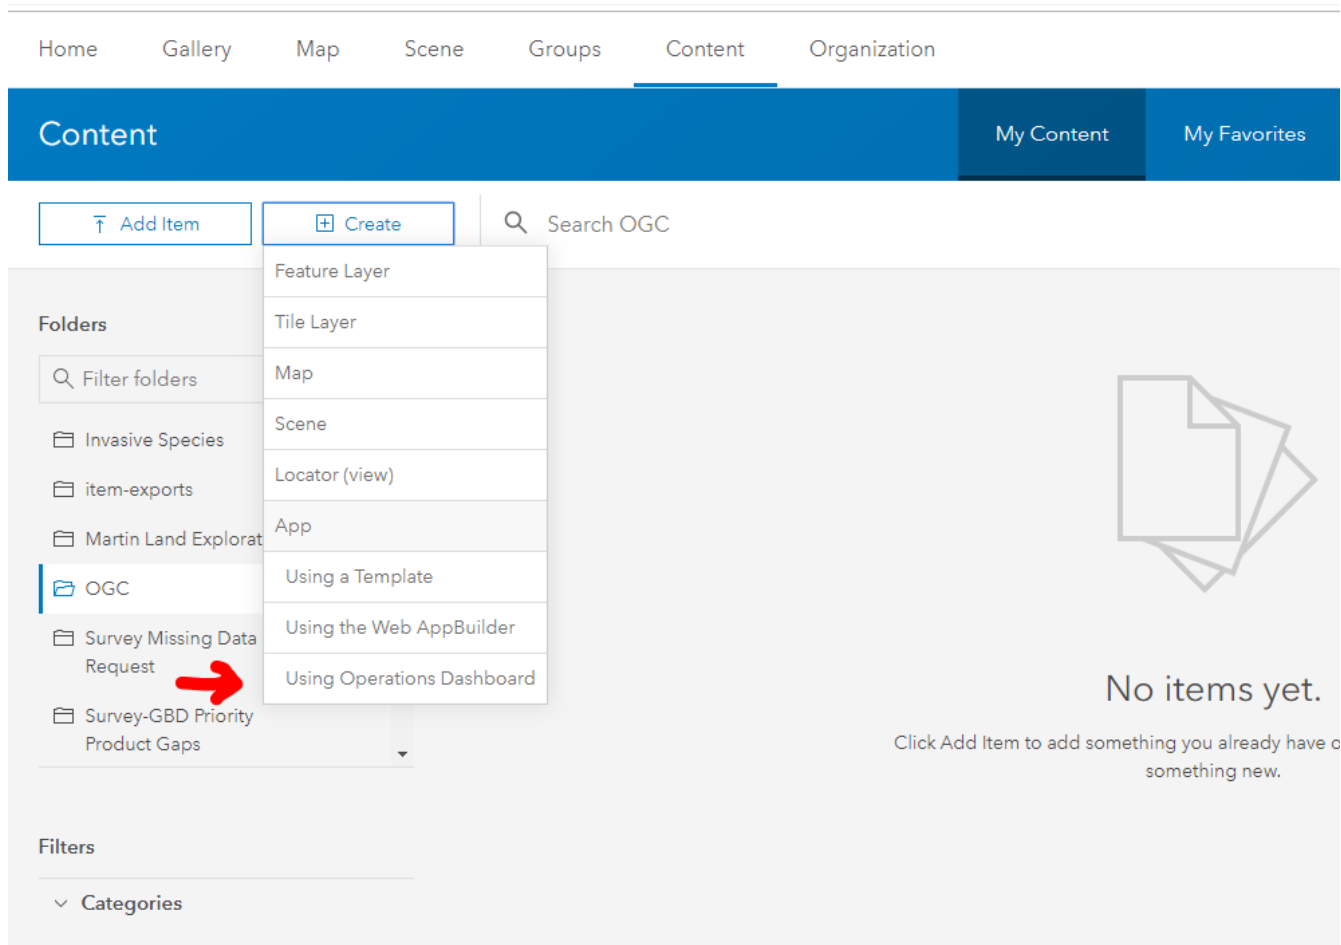 Home Gallery Map Scene Groups Content Organization
Content My Content My Favorites
Add Item Create Search OGC
Feature Layer
Tile Layer
Map
Scene
Locator (view)
App
Using a Template
Using the Web AppBuilder
Using Operations Dashboard
Folders
Filter folders
Invasive Species
item-exports
Martin Land Explorat
OGC
Survey Missing Data
Request
Survey-GBD Priority
Product Gaps
Filters
Categories
No items yet.
Click Add Item to add something you already have
something new.